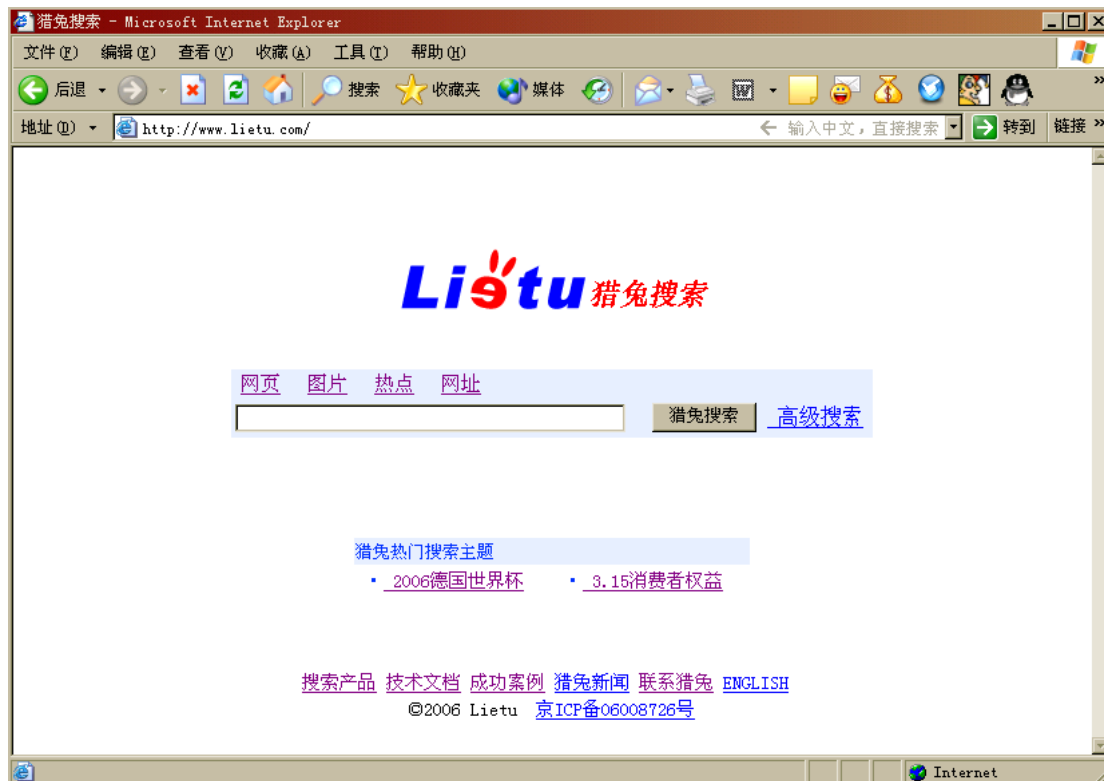 猎兔搜索 - Microsoft Internet Explorer
文件(F) 编辑(E) 查看(V) 收藏(A) 工具(T) 帮助(H)
后退 搜索 收藏夹 媒体 W »
地址(D) http://www.lietu.com/ ← 输入中文，直接搜索 转到 链接 »
Lietu 猎兔搜索
网页 图片 热点 网址
猎兔搜索 高级搜索
猎兔热门搜索主题
· 2006德国世界杯 · 3.15消费者权益
搜索产品 技术文档 成功案例 猎兔新闻 联系猎兔 ENGLISH
©2006 Lietu 京ICP备06008726号
Internet